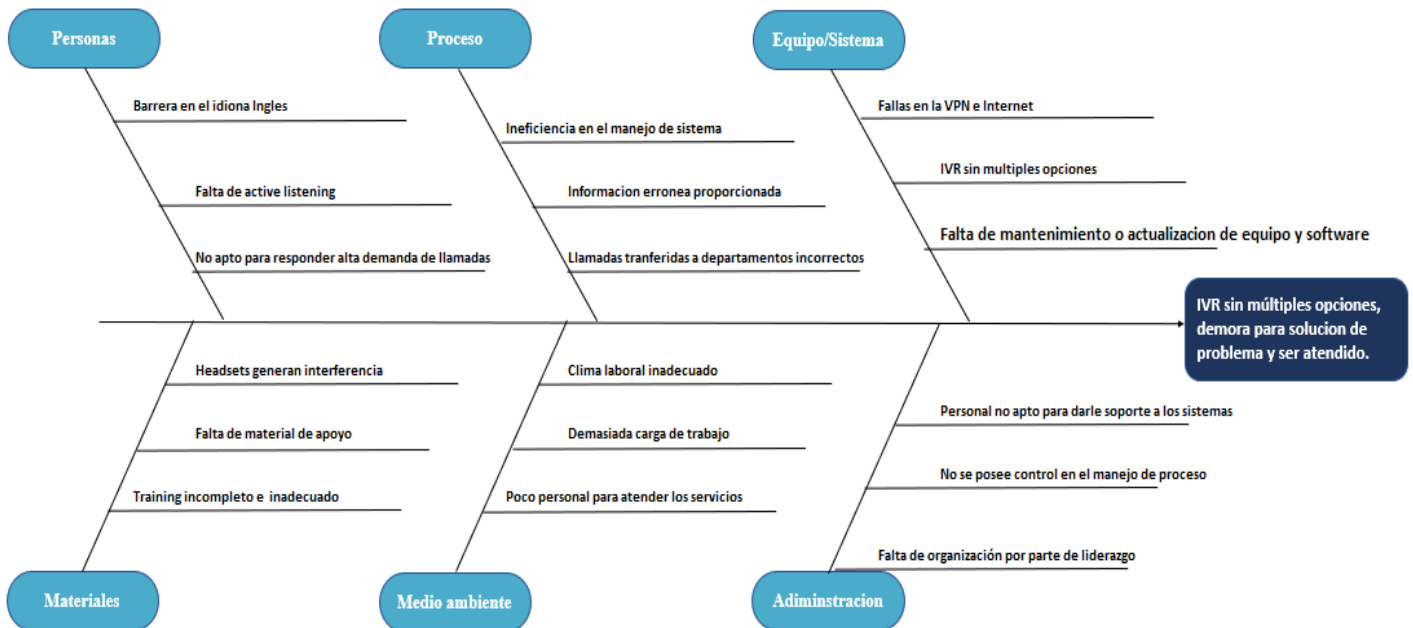 Personas
Proceso
Equipo/Sistema
Barrera en el idiona Ingles
Falta de active listening
No apto para responder alta demanda de llamadas
Ineficiencia en el manejo de sistema
Informacion erronea proporcionada
Llamadas tranferidas a departamentos incorrectos
Fallas en la VPN e Internet
IVR sin multiples opciones
Falta de mantenimiento o actualizacion de equipo y software
IVR sin múltiples opciones,
demora para solucion de
problema y ser atendido.
Headsets generan interferencia
Falta de material de apoyo
Training incompleto e inadecuado
Clima laboral inadecuado
Demasiada carga de trabajo
Poco personal para atender los servicios
Personal no apto para darle soporte a los sistemas
No se posee control en el manejo de proceso
Falta de organización por parte de liderazgo
Materiales
Medio ambiente
Adiminstracion